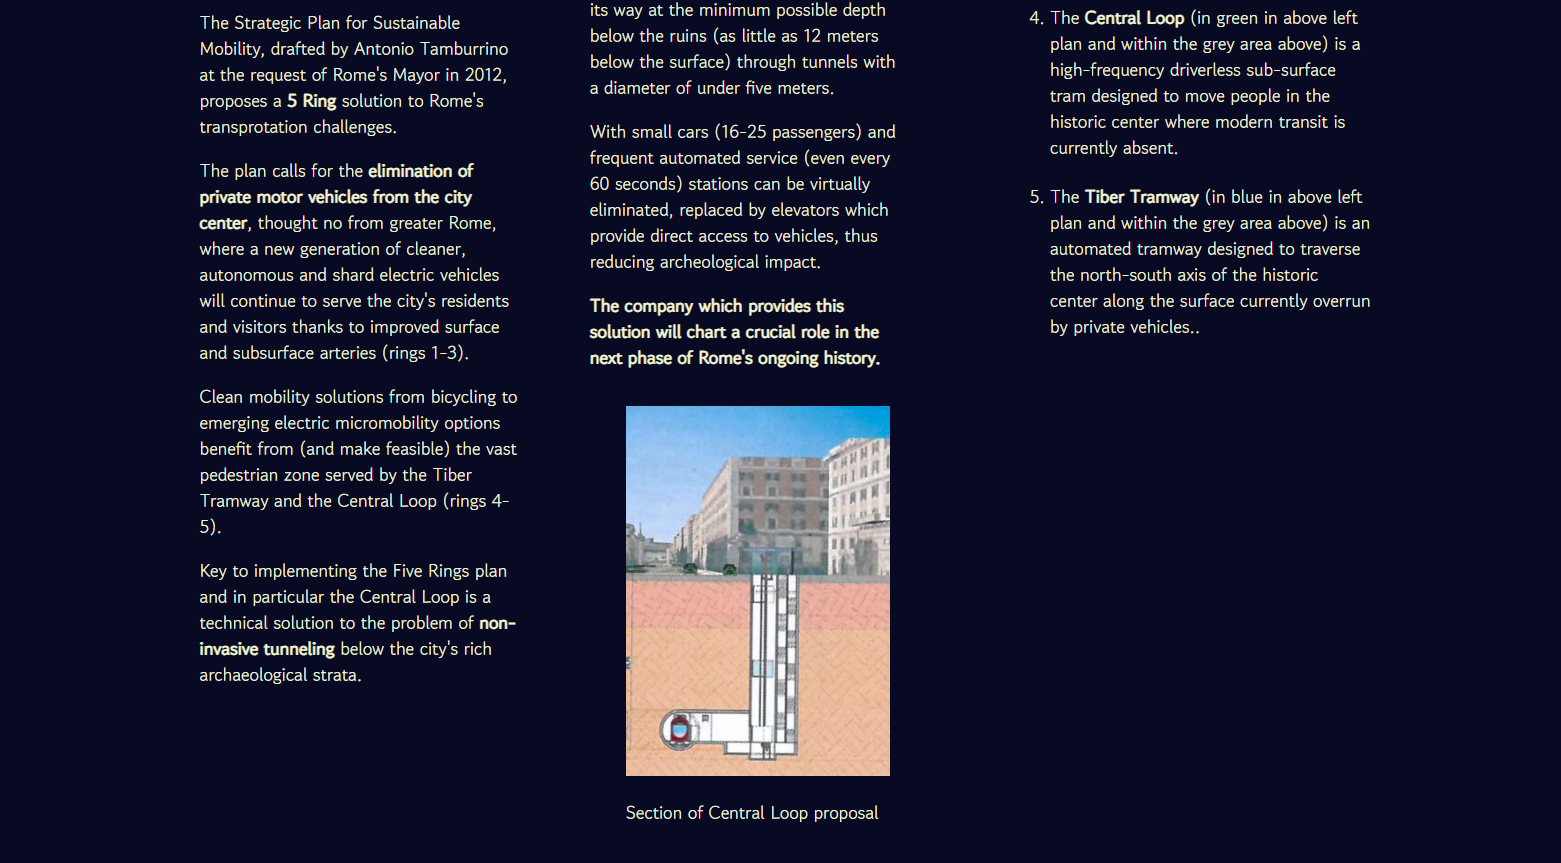 The Strategic Plan for Sustainable
Mobility, drafted by Antonio Tamburrino
at the request of Rome's Mayor in 2012,
proposes a 5 Ring solution to Rome's
transprotation challenges.
The plan calls for the elimination of
private motor vehicles from the city
center, thought no from greater Rome,
where a new generation of cleaner,
autonomous and shard electric vehicles
will continue to serve the city's residents
and visitors thanks to improved surface
and subsurface arteries (rings 1-3).
Clean mobility solutions from bicycling to
emerging electric micromobility options
benefit from (and make feasible) the vast
pedestrian zone served by the Tiber
Tramway and the Central Loop (rings 4-
5).
Key to implementing the Five Rings plan
and in particular the Central Loop is a
technical solution to the problem of non-
invasive tunneling below the city's rich
archaeological strata.
its way at the minimum possible depth
below the ruins (as little as 12 meters
below the surface) through tunnels with
a diameter of under five meters.
With small cars (16-25 passengers) and
frequent automated service (even every
60 seconds) stations can be virtually
eliminated, replaced by elevators which
provide direct access to vehicles, thus
reducing archeological impact.
The company which provides this
solution will chart a crucial role in the
next phase of Rome's ongoing history.
Section of Central Loop proposal
4. The Central Loop (in green in above left
plan and within the grey area above) is a
high-frequency driverless sub-surface
tram designed to move people in the
historic center where modern transit is
currently absent.
5. The Tiber Tramway (in blue in above left
plan and within the grey area above) is an
automated tramway designed to traverse
the north-south axis of the historic
center along the surface currently overrun
by private vehicles..